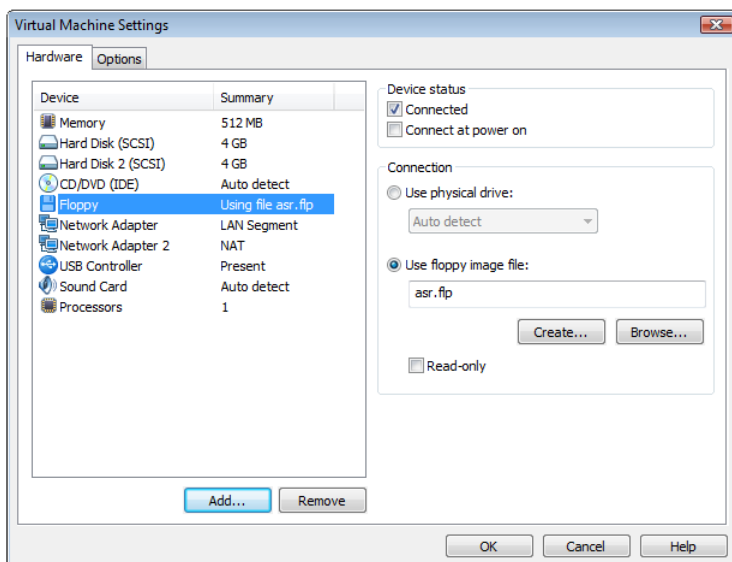 Virtual Machine Settings
Hardware Options
Device Summary
Memory 512 MB
Hard Disk (SCSI) 4 GB
Hard Disk 2 (SCSI) 4 GB
CD/DVD (IDE) Auto detect
Floppy Using file asr.flp
Network Adapter LAN Segment
Network Adapter 2 NAT
USB Controller Present
Sound Card Auto detect
Processors 1
Add... Remove
Device status
Connected
Connect at power on
Connection
Use physical drive:
Auto detect
Use floppy image file:
asr.flp
Create... Browse...
Read-only
OK Cancel Help